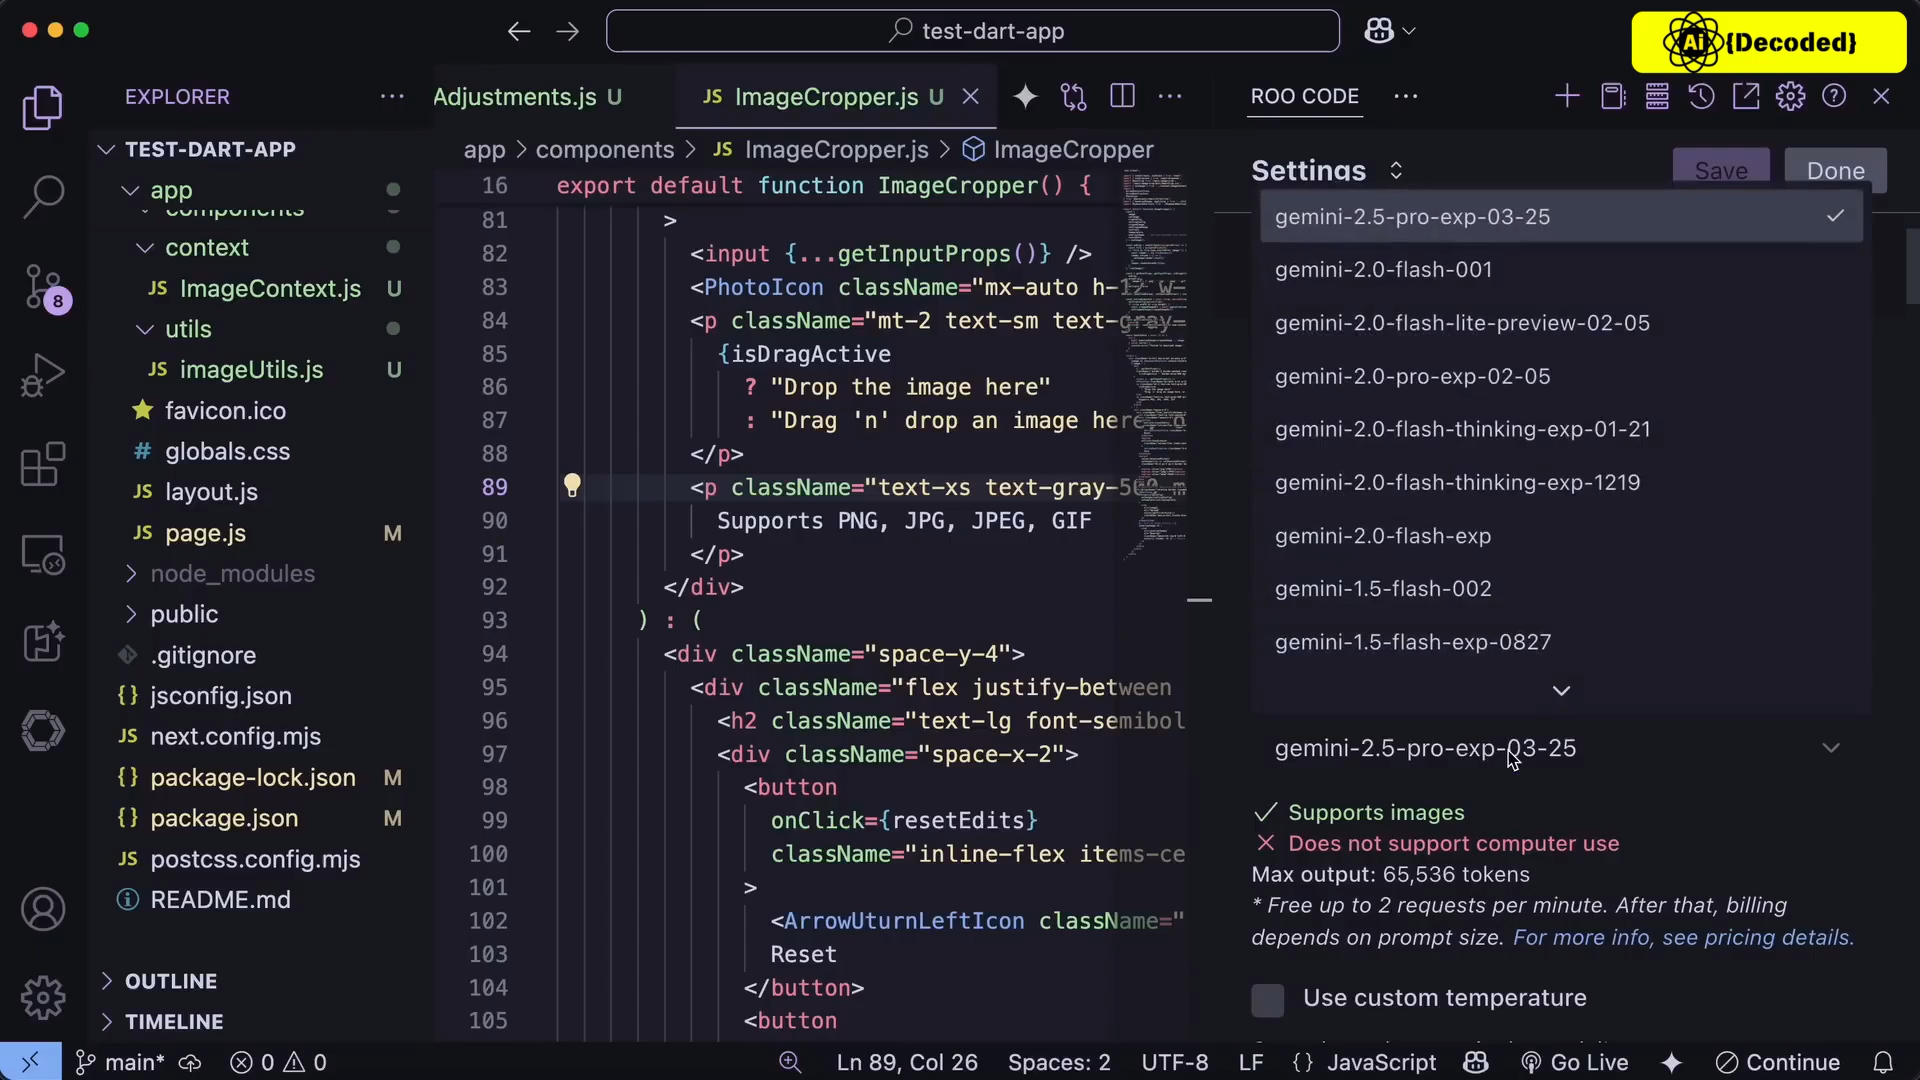 test-dart-app
Ai {Decoded}
EXPLORER
TEST-DART-APP
app
components
context
JS ImageContext.js U
utils
JS imageUtils.js U
favicon.ico
# globals.css
JS layout.js
JS page.js M
node_modules
public
.gitignore
{} jsconfig.json
JS next.config.mjs
{} package-lock.json M
{} package.json M
JS postcss.config.mjs
README.md
OUTLINE
TIMELINE
8
Adjustments.js U
JS ImageCropper.js U
app > components > JS ImageCropper.js > ImageCropper
16 export default function ImageCropper() {
81 >
82 <input {...getInputProps()} />
83 <PhotoIcon className="mx-auto h-12 w-
84 <p className="mt-2 text-sm text-gray-
85 {isDragActive
86 ? "Drop the image here"
87 : "Drag 'n' drop an image here, o
88 </p>
89 <p className="text-xs text-gray-500 m
90 Supports PNG, JPG, JPEG, GIF
91 </p>
92 </div>
93 ) : (
94 <div className="space-y-4">
95 <div className="flex justify-between
96 <h2 className="text-lg font-semibol
97 <div className="space-x-2">
98 <button
99 onClick={resetEdits}
100 className="inline-flex items-ce
101 >
102 <ArrowUturnLeftIcon className="
103 Reset
104 </button>
105 <button
ROO CODE
Settings
Save
Done
gemini-2.5-pro-exp-03-25
gemini-2.0-flash-001
gemini-2.0-flash-lite-preview-02-05
gemini-2.0-pro-exp-02-05
gemini-2.0-flash-thinking-exp-01-21
gemini-2.0-flash-thinking-exp-1219
gemini-2.0-flash-exp
gemini-1.5-flash-002
gemini-1.5-flash-exp-0827
gemini-2.5-pro-exp-03-25
Supports images
Does not support computer use
Max output: 65,536 tokens
* Free up to 2 requests per minute. After that, billing
depends on prompt size. For more info, see pricing details.
Use custom temperature
main* 0 0
Ln 89, Col 26 Spaces: 2 UTF-8 LF {} JavaScript Go Live Continue